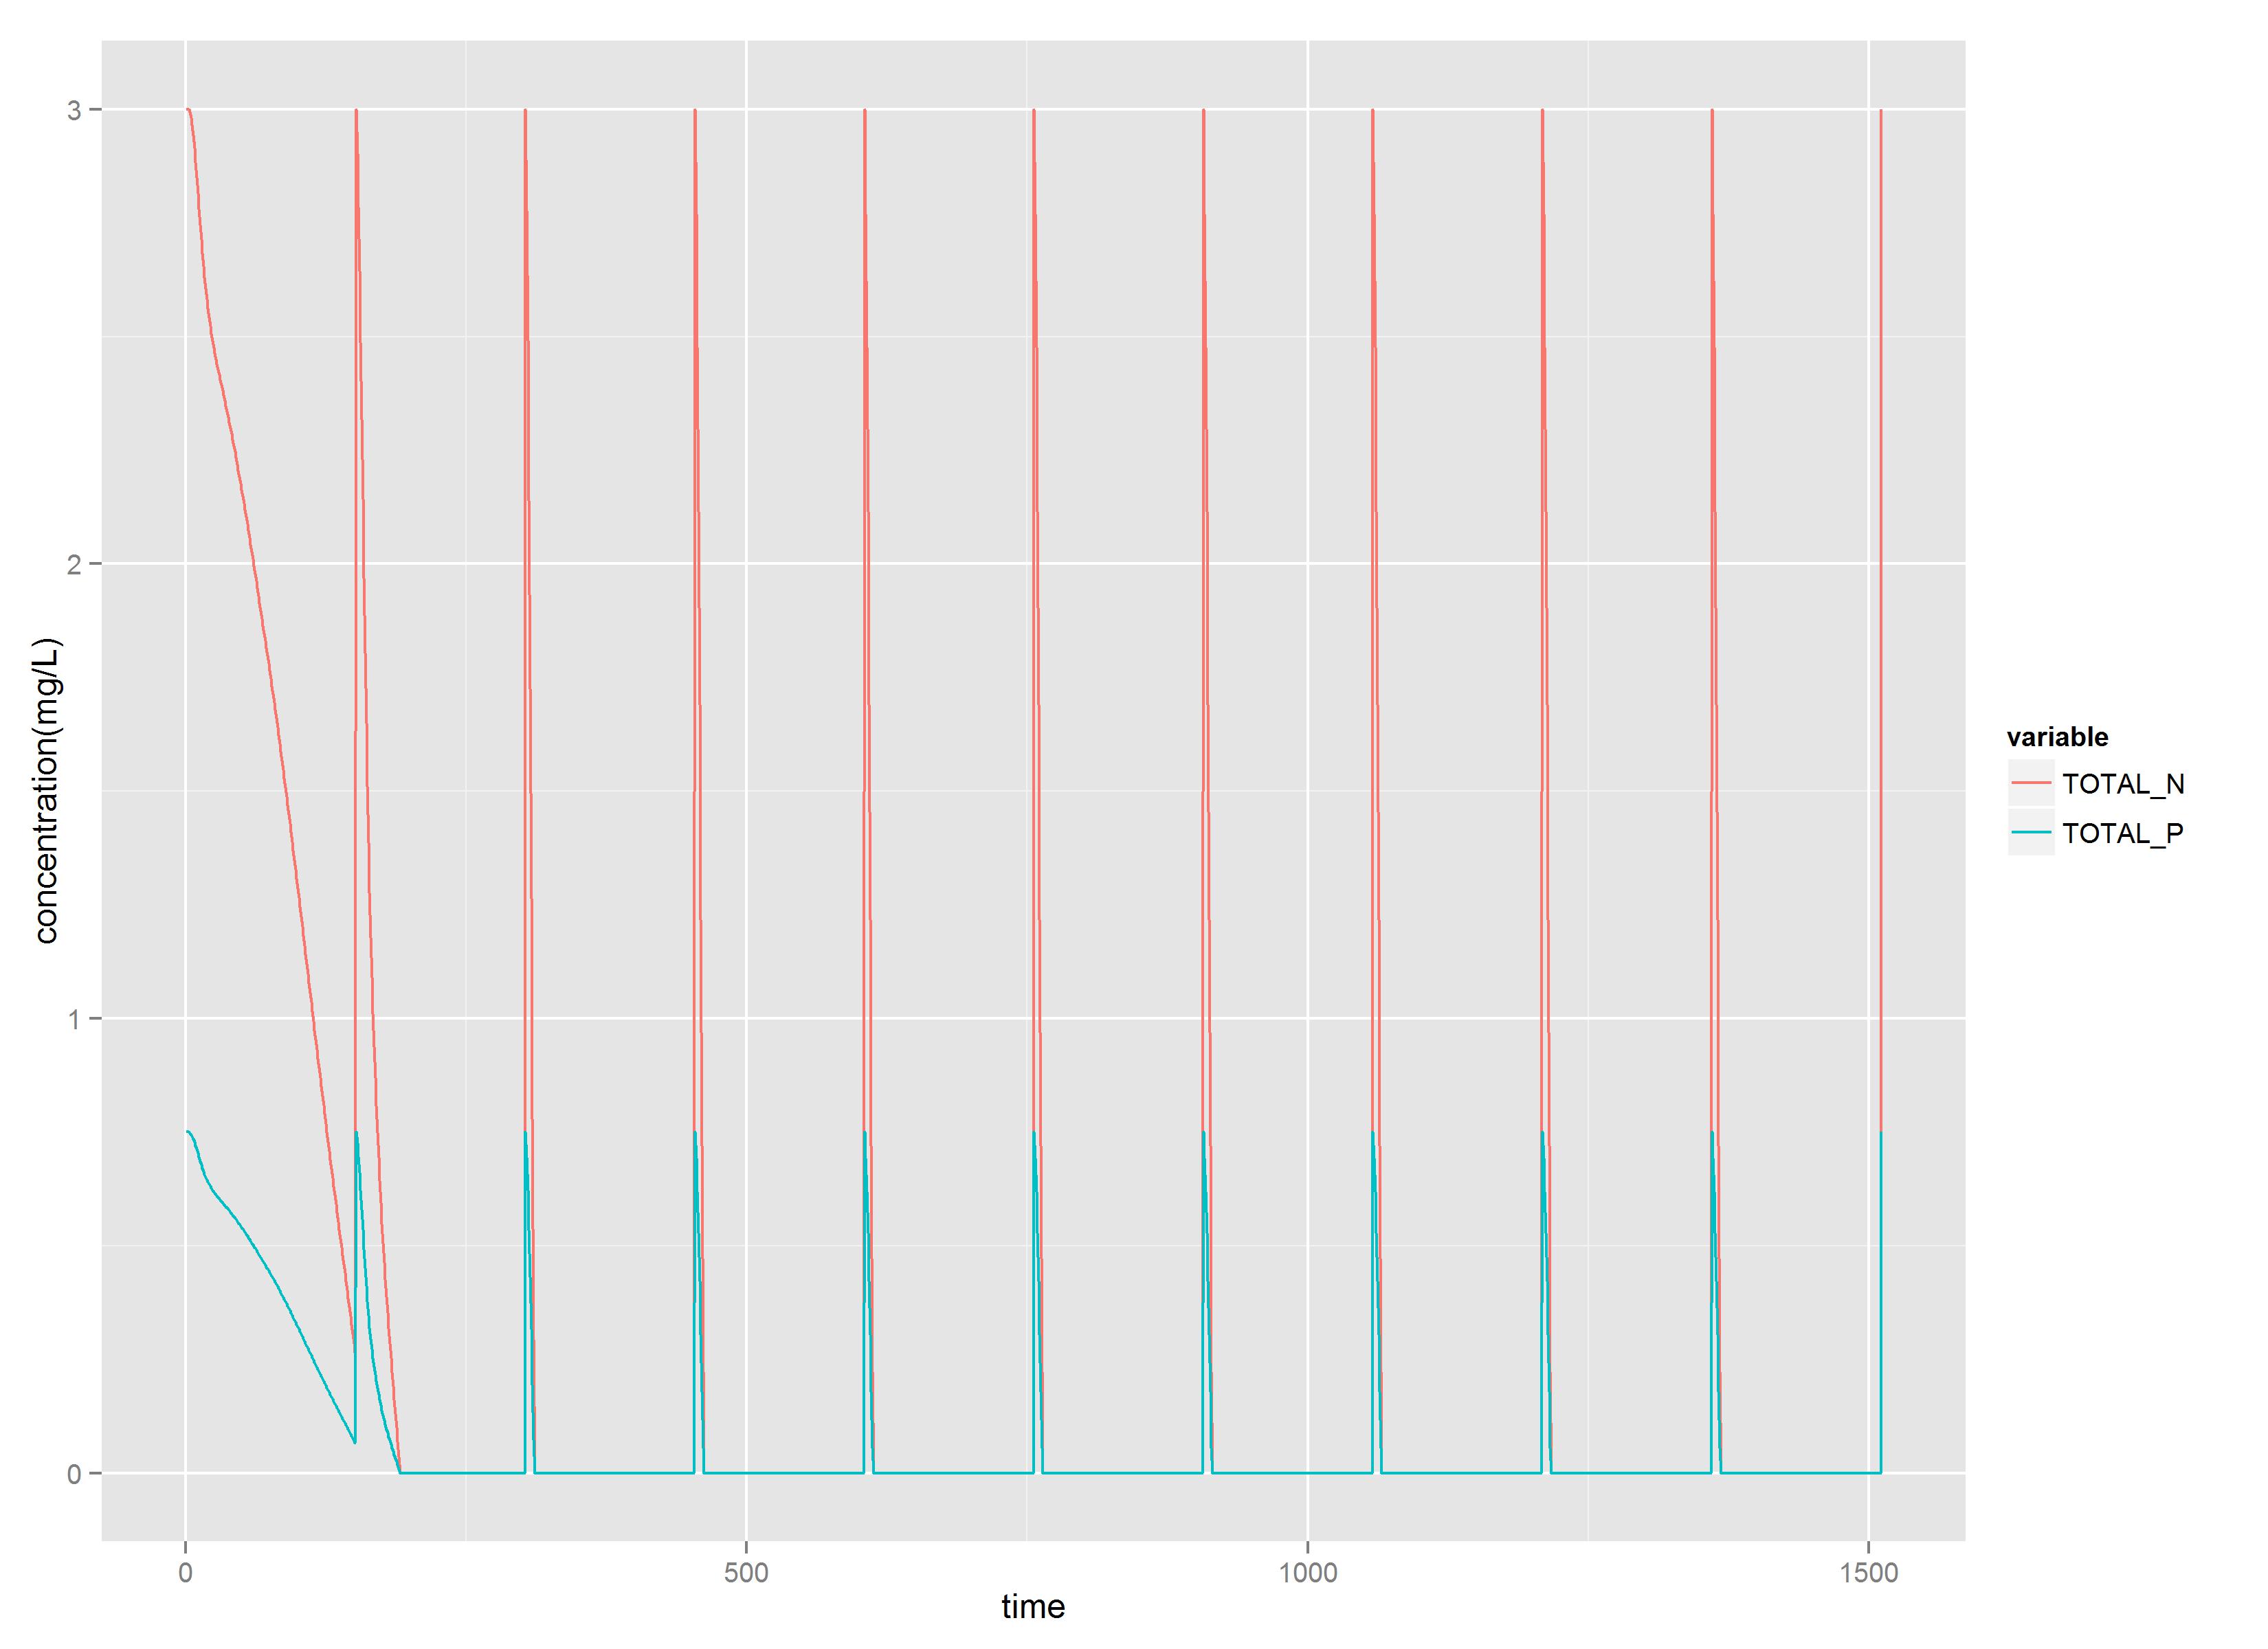 3
2
1
0
concentration(mg/L)
0 500 1000 1500
time
variable
TOTAL_N
TOTAL_P